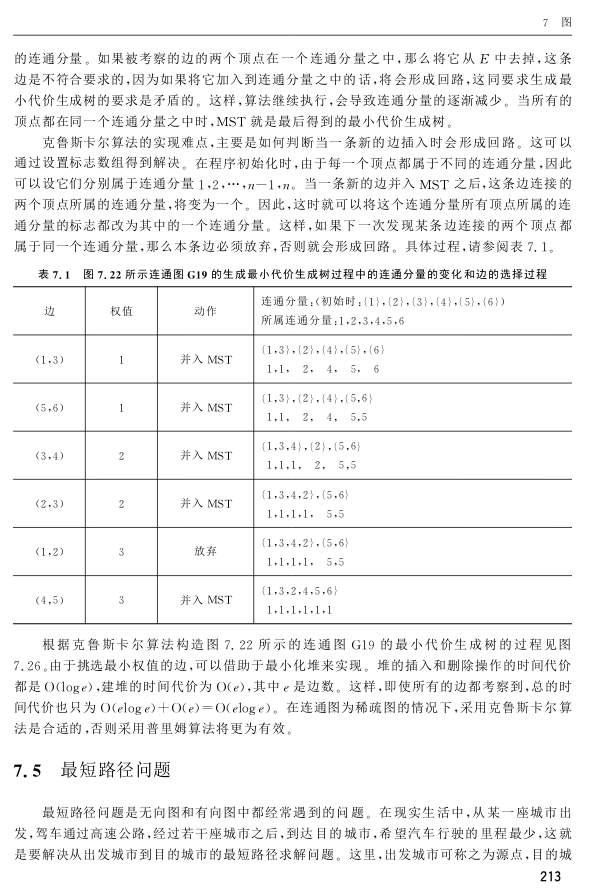 7 图
的连通分量。如果被考察的边的两个顶点在一个连通分量之中,那么将它从 E 中去掉,这条
边是不符合要求的,因为如果将它加入到连通分量之中的话,将会形成回路,这同要求生成最
小代价生成树的要求是矛盾的。这样,算法继续执行,会导致连通分量的逐渐减少。当所有的
顶点都在同一个连通分量之中时,MST 就是最后得到的最小代价生成树。
克鲁斯卡尔算法的实现难点,主要是如何判断当一条新的边插入时会形成回路。这可以
通过设置标志数组得到解决。在程序初始化时,由于每一个顶点都属于不同的连通分量,因此
可以设它们分别属于连通分量 1,2,…,n−1,n。当一条新的边并入 MST 之后,这条边连接的
两个顶点所属的连通分量,将变为一个。因此,这时就可以将这个连通分量所有顶点所属的连
通分量的标志都改为其中的一个连通分量。这样,如果下一次发现某条边连接的两个顶点都
属于同一个连通分量,那么本条边必须放弃,否则就会形成回路。具体过程,请参阅表 7.1。
表 7.1 图 7.22 所示连通图 G19 的生成最小代价生成树过程中的连通分量的变化和边的选择过程
边 权值 动作 连通分量:(初始时:{1},{2},{3},{4},{5},{6})
所属连通分量:1,2,3,4,5,6
(1,3) 1 并入 MST {1,3},{2},{4},{5},{6}
1,1, 2, 4, 5, 6
(5,6) 1 并入 MST {1,3},{2},{4},{5,6}
1,1, 2, 4, 5,5
(3,4) 2 并入 MST {1,3,4},{2},{5,6}
1,1,1, 2, 5,5
(2,3) 2 并入 MST {1,3,4,2},{5,6}
1,1,1,1, 5,5
(1,2) 3 放弃 {1,3,4,2},{5,6}
1,1,1,1, 5,5
(4,5) 3 并入 MST {1,3,2,4,5,6}
1,1,1,1,1,1
根据克鲁斯卡尔算法构造图 7.22 所示的连通图 G19 的最小代价生成树的过程见图
7.26。由于挑选最小权值的边,可以借助于最小化堆来实现。堆的插入和删除操作的时间代价
都是 O(loge),建堆的时间代价为 O(e),其中 e 是边数。这样,即使所有的边都考察到,总的时
间代价也只为 O(eloge)+O(e)=O(eloge)。在连通图为稀疏图的情况下,采用克鲁斯卡尔算
法是合适的,否则采用普里姆算法将更为有效。
7.5 最短路径问题
最短路径问题是无向图和有向图中都经常遇到的问题。在现实生活中,从某一座城市出
发,驾车通过高速公路,经过若干座城市之后,到达目的城市,希望汽车行驶的里程最少,这就
是要解决从出发城市到目的城市的最短路径求解问题。这里,出发城市可称之为源点,目的城
213